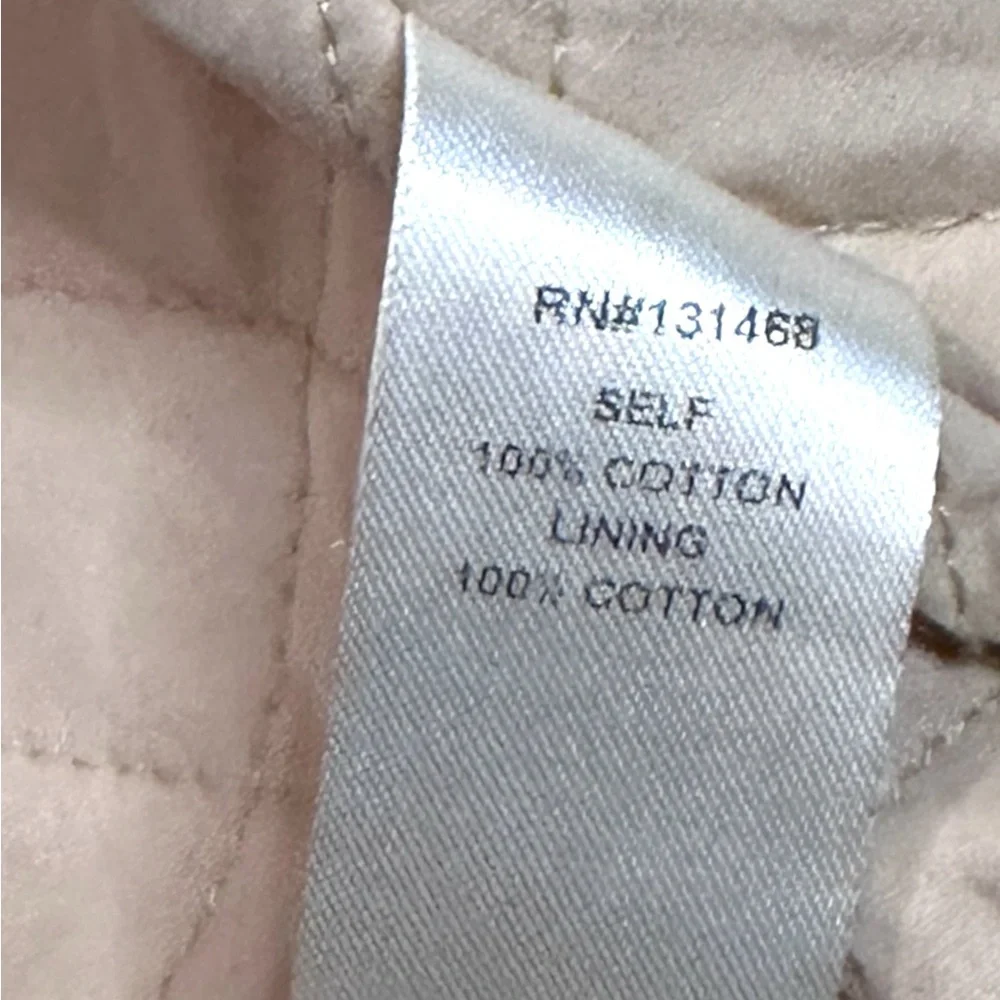 RN#131468
SELF
100% COTTON
LINING
100% COTTON